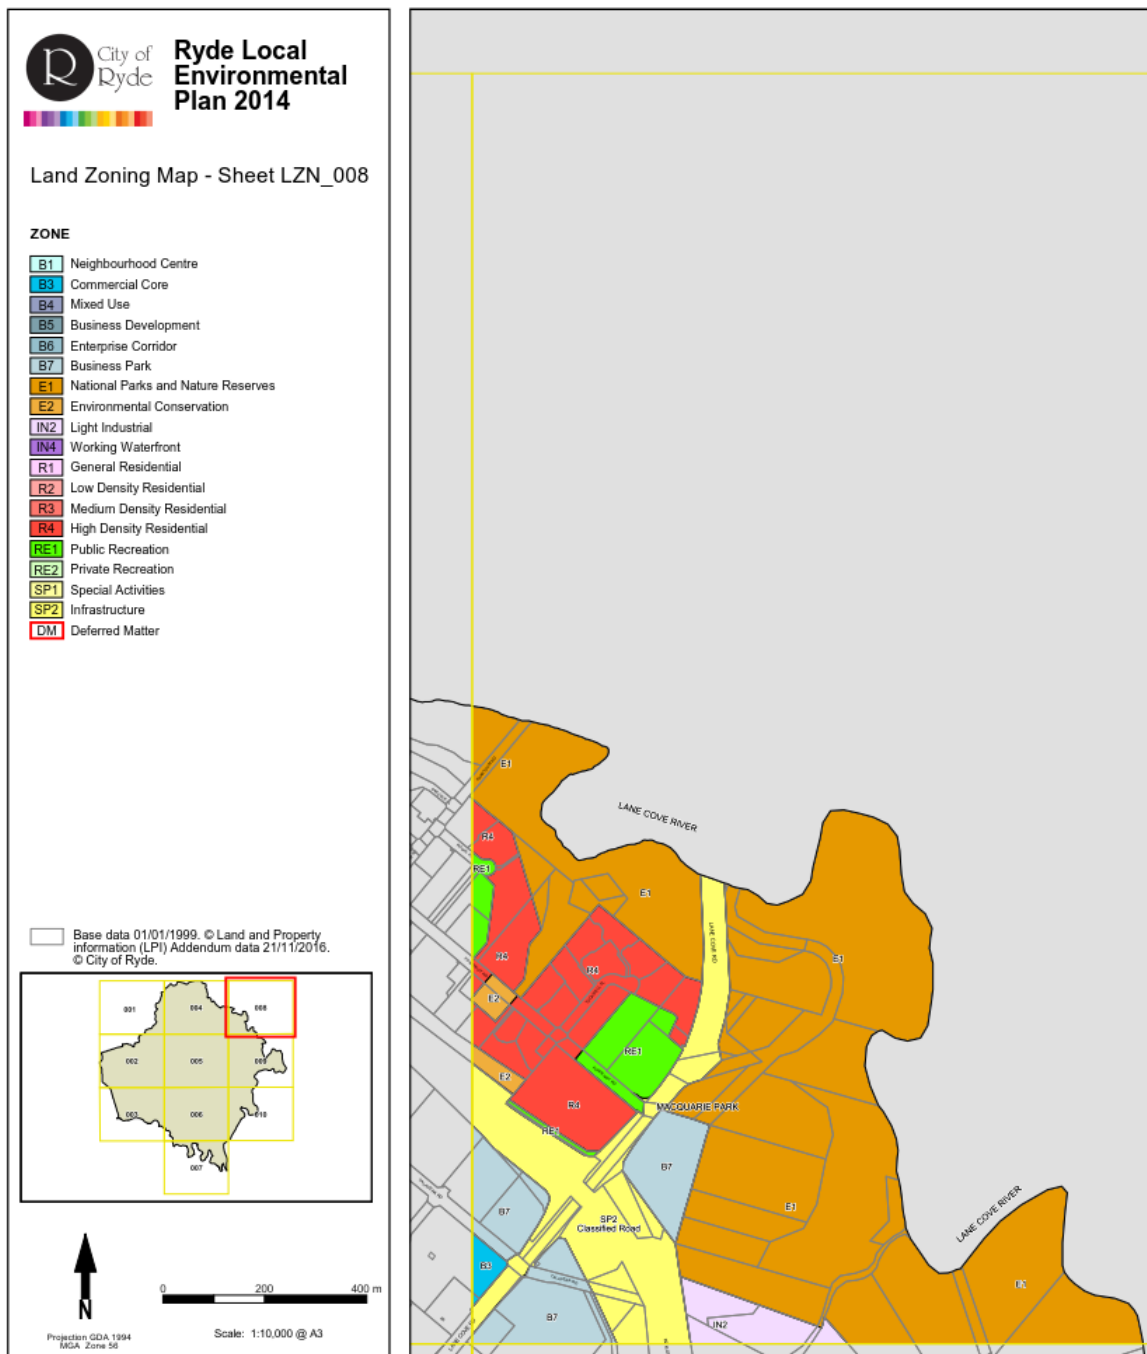 R
City of
Ryde
Ryde Local
Environmental
Plan 2014
Land Zoning Map - Sheet LZN_008
ZONE
B1 Neighbourhood Centre
B3 Commercial Core
B4 Mixed Use
B5 Business Development
B6 Enterprise Corridor
B7 Business Park
E1 National Parks and Nature Reserves
E2 Environmental Conservation
IN2 Light Industrial
IN4 Working Waterfront
R1 General Residential
R2 Low Density Residential
R3 Medium Density Residential
R4 High Density Residential
RE1 Public Recreation
RE2 Private Recreation
SP1 Special Activities
SP2 Infrastructure
DM Deferred Matter
Base data 01/01/1999. © Land and Property
information (LPI) Addendum data 21/11/2016.
© City of Ryde.
001
004
008
002
005
009
003
006
010
007
N
Projection GDA 1994
MGA Zone 56
0 200 400 m
Scale: 1:10,000 @ A3
E1
LANE COVE RIVER
R4
RE1
E1
LANE COVE RD
R4
R4
E1
E2
RE1
E2
R4
MACQUARIE PARK
RE1
B7
E1
B7
SP2
Classified Road
LANE COVE RIVER
B3
E1
B7
IN2
LANE COVE RD